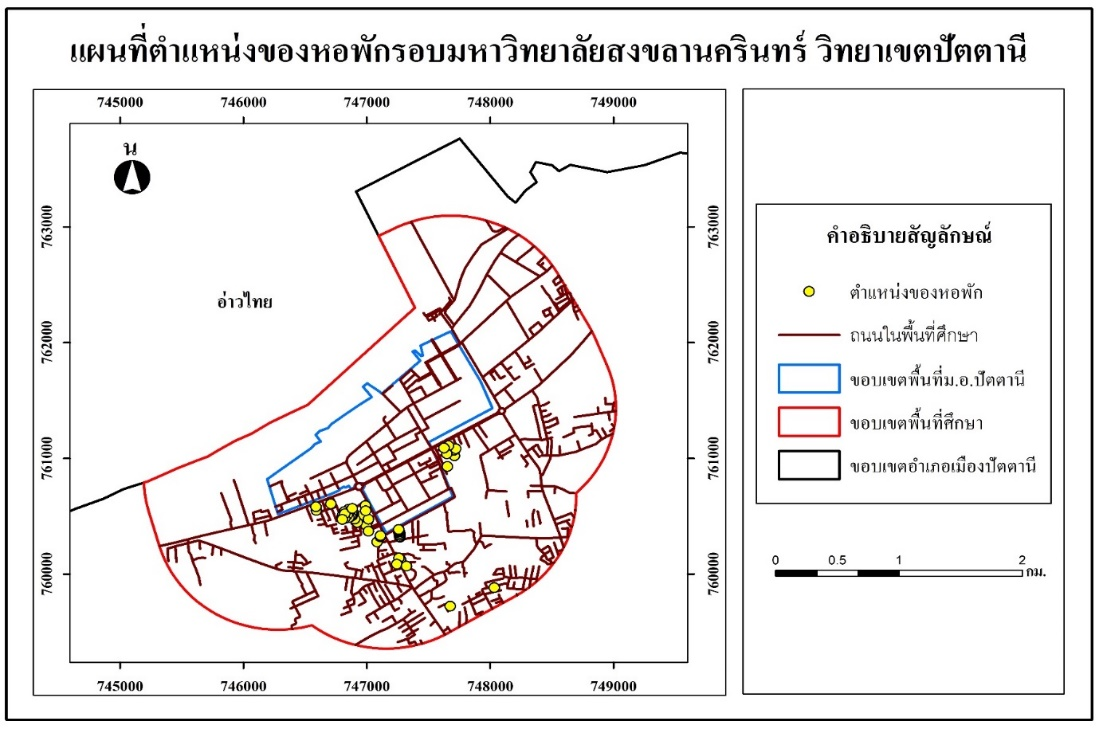 แผนที่ตำแหน่งของหอพักรอบมหาวิทยาลัยสงขลานครินทร์ วิทยาเขตปัตตานี
745000 746000 747000 748000 749000
น
763000
763000
อ่าวไทย
762000
762000
761000
761000
760000
760000
745000 746000 747000 748000 749000
คำอธิบายสัญลักษณ์
ตำแหน่งของหอพัก
ถนนในพื้นที่ศึกษา
ขอบเขตพื้นที่ม.อ.ปัตตานี
ขอบเขตพื้นที่ศึกษา
ขอบเขตอำเภอเมืองปัตตานี
0 0.5 1 2
กม.